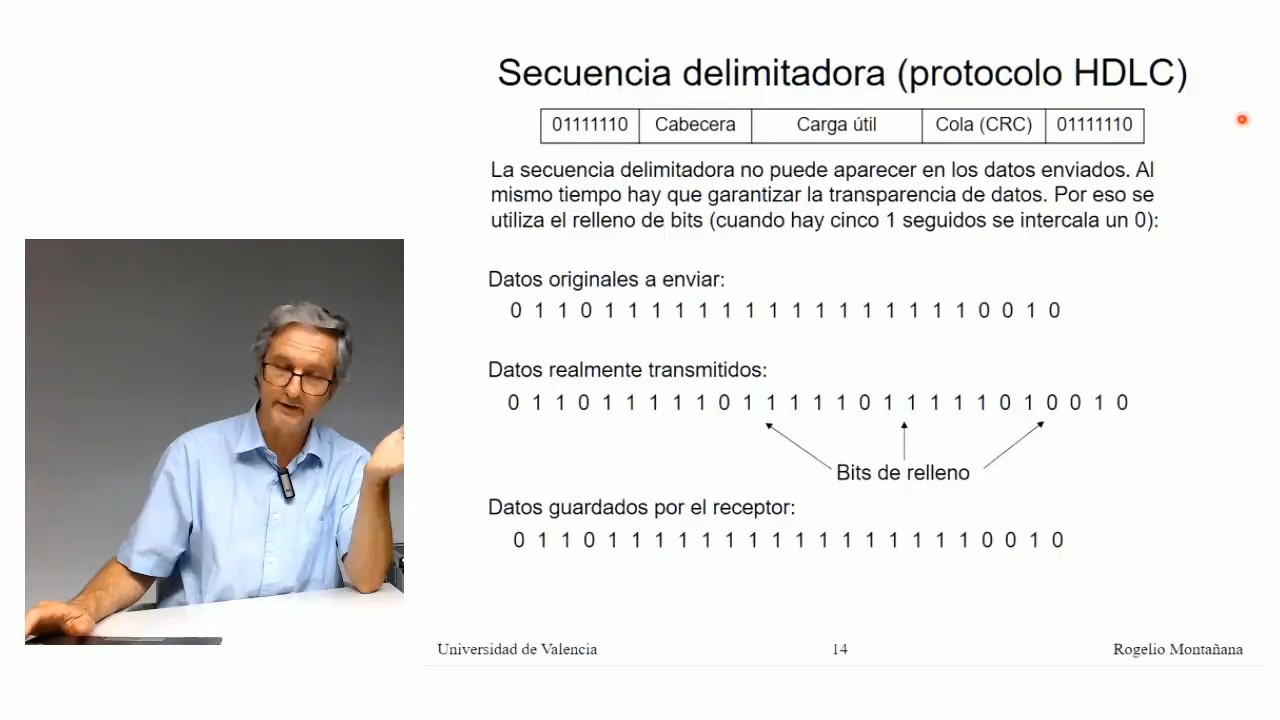 Secuencia delimitadora (protocolo HDLC)
01111110 Cabecera Carga útil Cola (CRC) 01111110
La secuencia delimitadora no puede aparecer en los datos enviados. Al
mismo tiempo hay que garantizar la transparencia de datos. Por eso se
utiliza el relleno de bits (cuando hay cinco 1 seguidos se intercala un 0):
Datos originales a enviar:
0 1 1 0 1 1 1 1 1 1 1 1 1 1 1 1 1 1 1 1 0 0 1 0
Datos realmente transmitidos:
0 1 1 0 1 1 1 1 1 0 1 1 1 1 1 0 1 1 1 1 1 0 1 0 0 1 0
Bits de relleno
Datos guardados por el receptor:
0 1 1 0 1 1 1 1 1 1 1 1 1 1 1 1 1 1 1 1 0 0 1 0
Universidad de Valencia 14 Rogelio Montañana